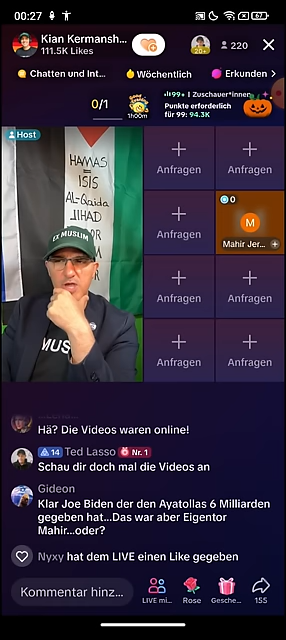 00:27
67
Kian Kermansh...
111.5K Likes
20+
220
Chatten und Int...
Wöchentlich
Erkunden
0/1
1h00m
99+ | Zuschauer*innen
Punkte erforderlich
für 99: 94.3K
Host
HAMAS
=
ISIS
AL-Qaida
JIHAD
EX MUSLIM
MUS
Anfragen
Anfragen
Anfragen
0
M
Mahir Jer...
Anfragen
Anfragen
Anfragen
Anfragen
Hä? Die Videos waren online!
14 Ted Lasso Nr. 1
Schau dir doch mal die Videos an
Gideon
Klar Joe Biden der den Ayatollas 6 Milliarden
gegeben hat...Das war aber Eigentor
Mahir...oder?
Nyxy hat dem LIVE einen Like gegeben
Kommentar hinz...
LIVE mi...
Rose
Gesche...
155